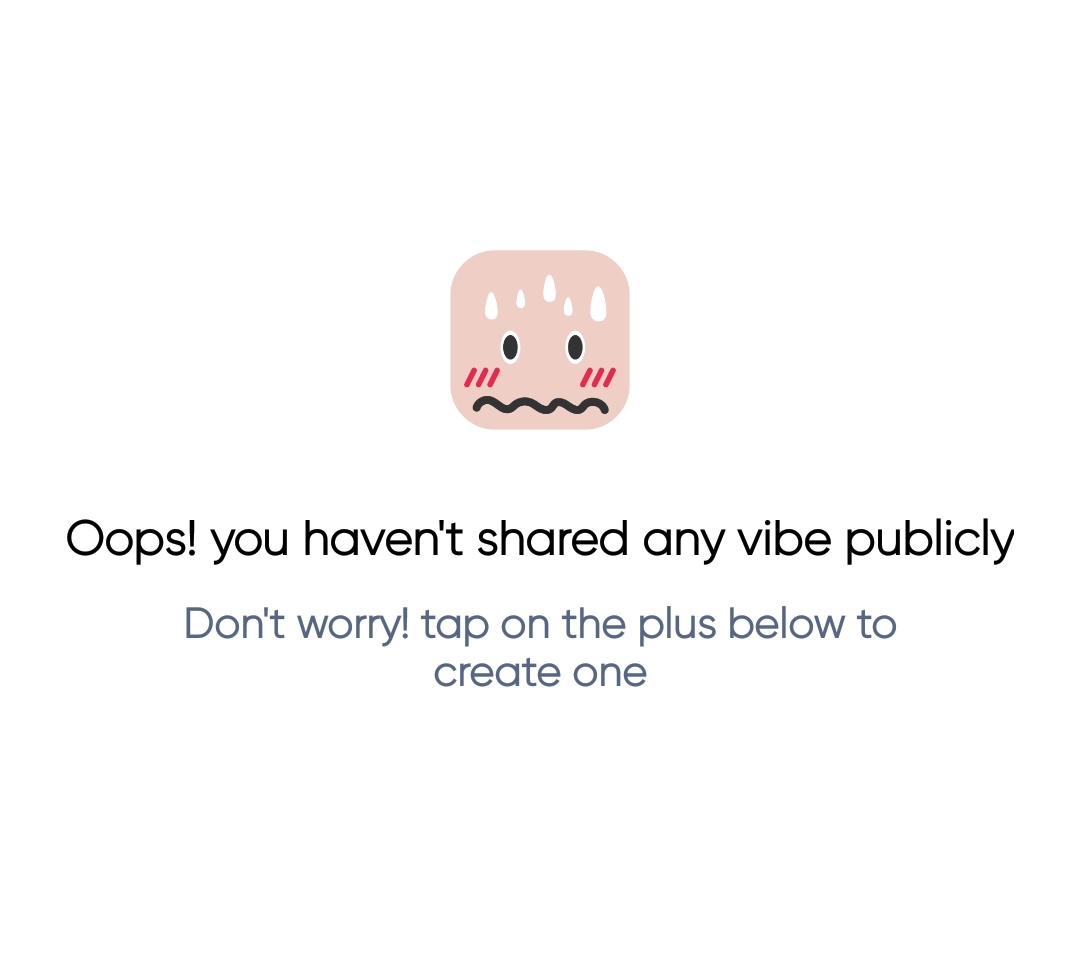 Oops! you haven't shared any vibe publicly
Don't worry! tap on the plus below to
create one